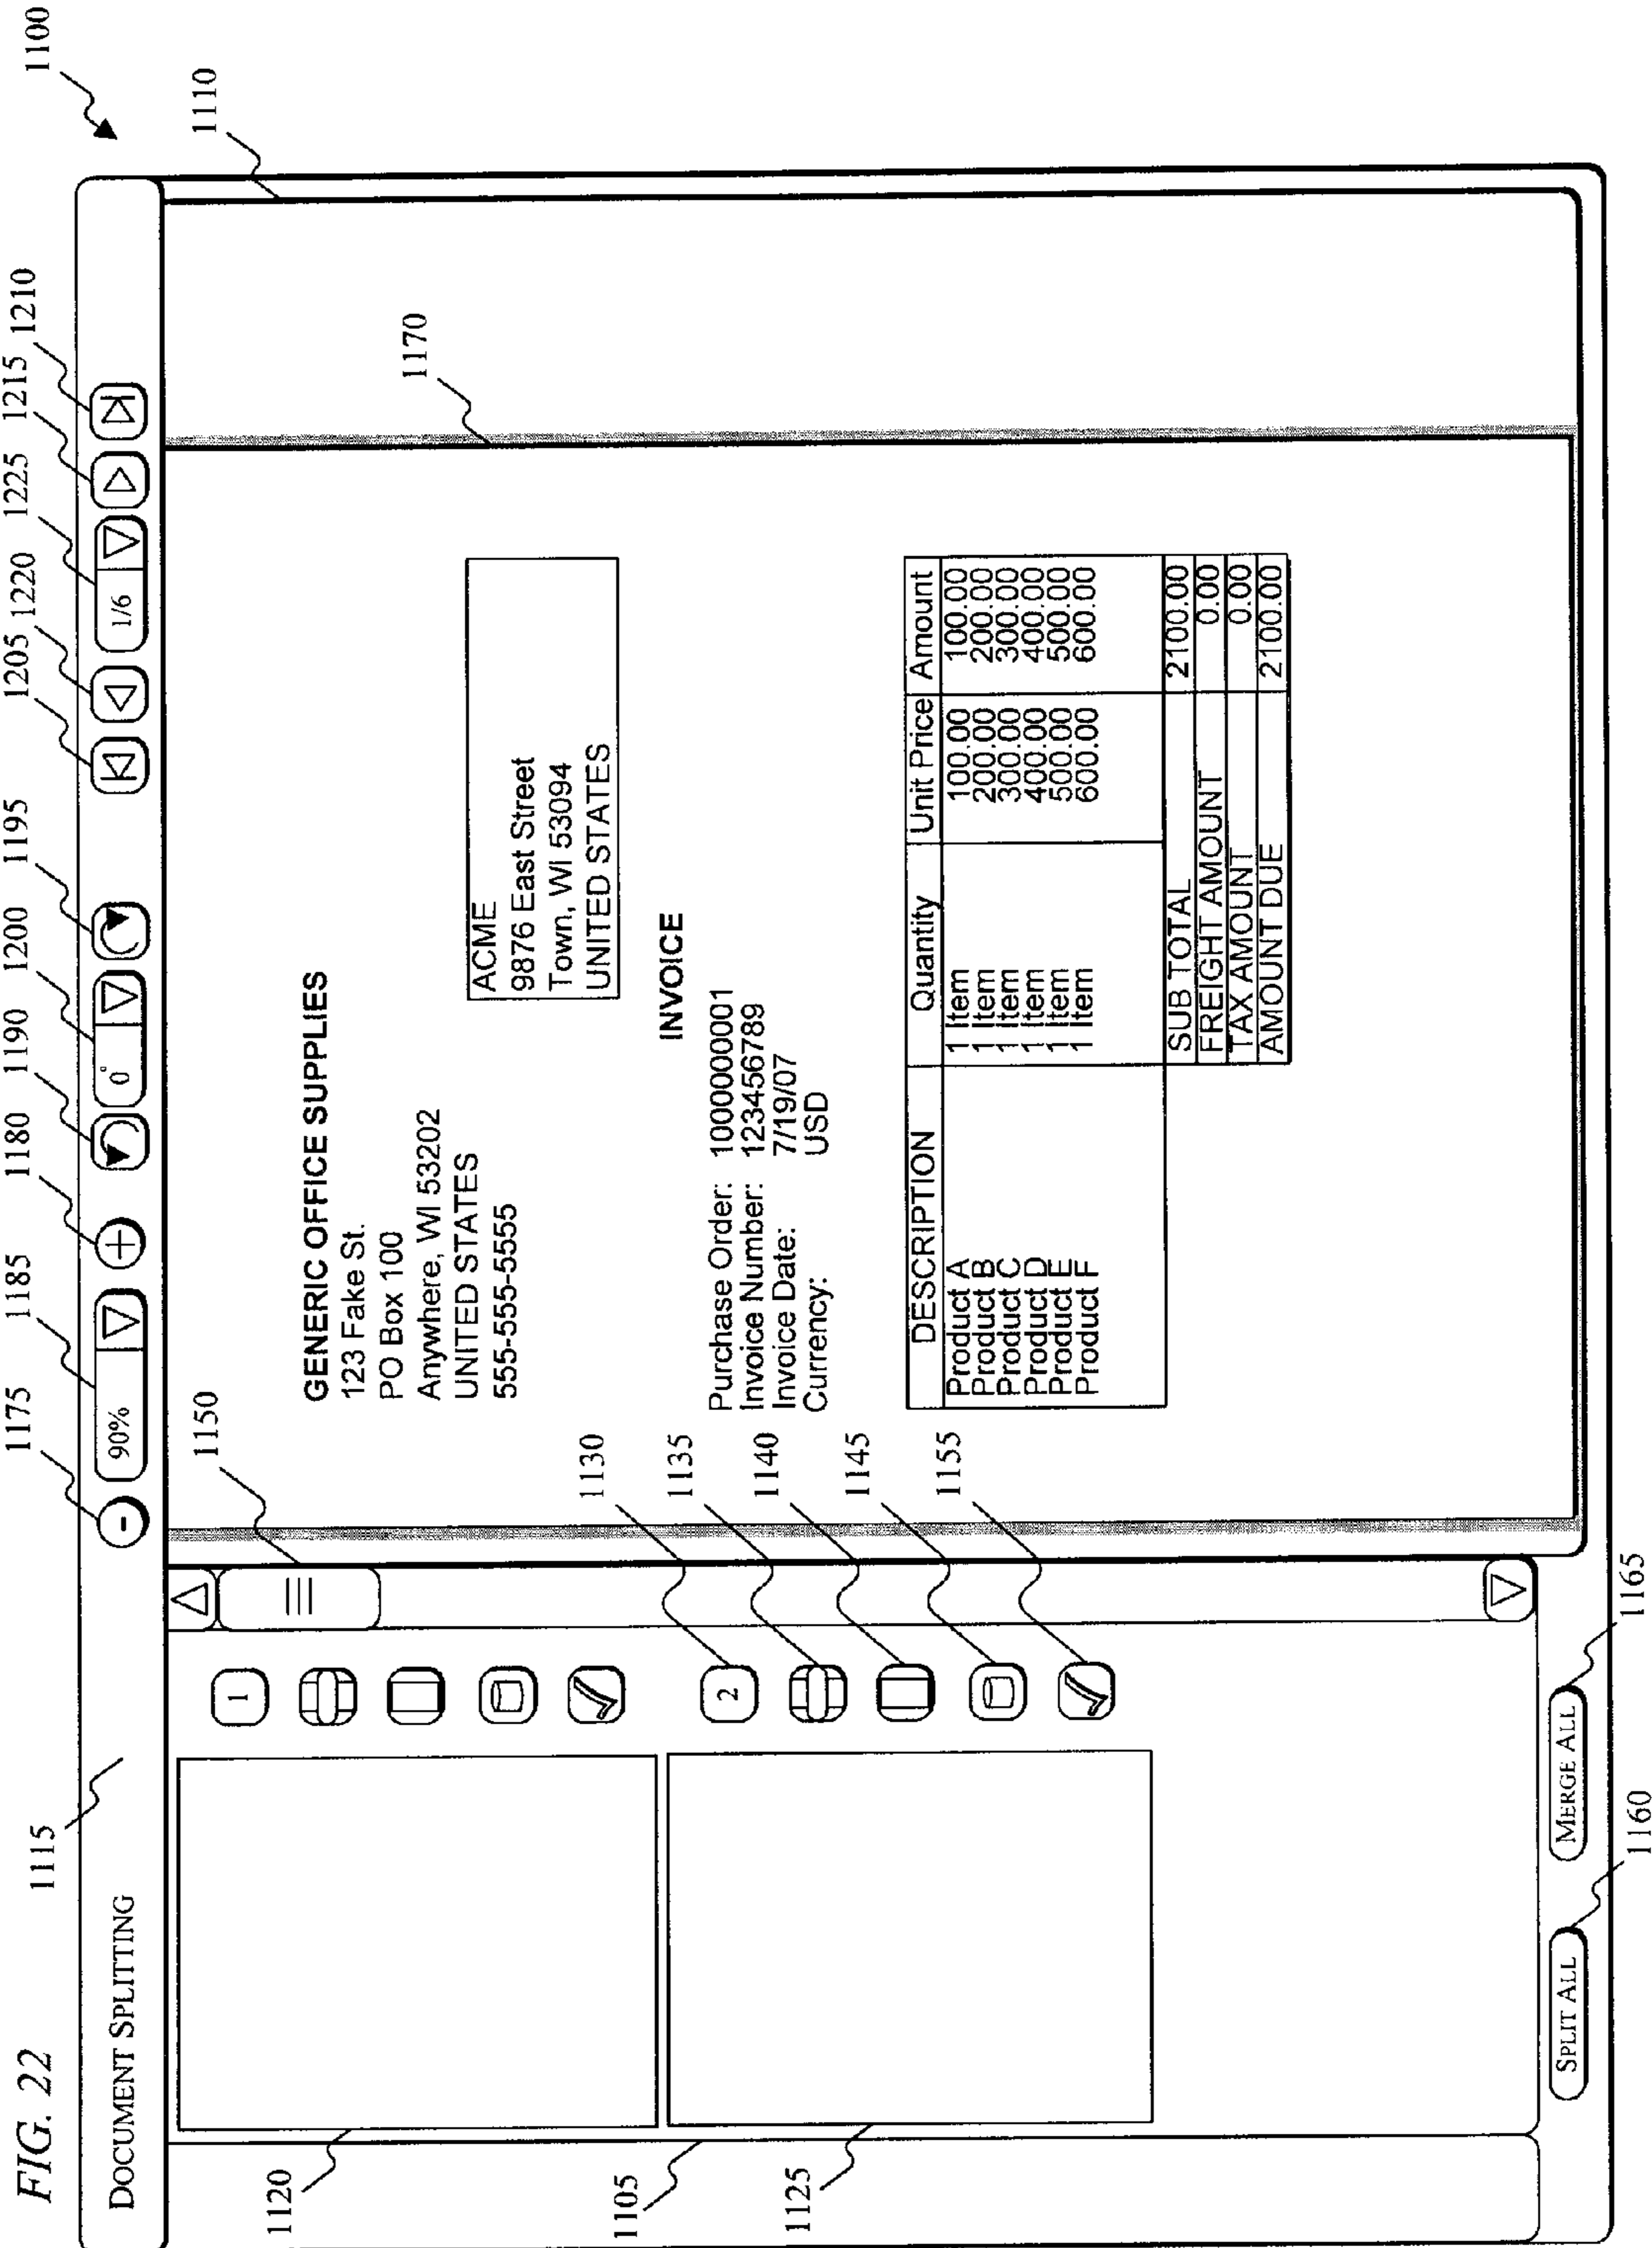 FIG. 22
1100
1115
1175
1185
1180
1190
1200
1195
1205
1220
1225
1215
1210
DOCUMENT SPLITTING
-
90%
+
0°
1/6
1110
1150
1170
1120
1105
1125
1
2
1130
1135
1140
1145
1155
GENERIC OFFICE SUPPLIES
123 Fake St.
PO Box 100
Anywhere, WI 53202
UNITED STATES
555-555-5555
ACME
9876 East Street
Town, WI 53094
UNITED STATES
INVOICE
Purchase Order: 1000000001
Invoice Number: 123456789
Invoice Date: 7/19/07
Currency: USD
DESCRIPTION Quantity Unit Price Amount
Product A 1 Item 100.00 100.00
Product B 1 Item 200.00 200.00
Product C 1 Item 300.00 300.00
Product D 1 Item 400.00 400.00
Product E 1 Item 500.00 500.00
Product F 1 Item 600.00 600.00
SUB TOTAL 2100.00
FREIGHT AMOUNT 0.00
TAX AMOUNT 0.00
AMOUNT DUE 2100.00
SPLIT ALL
MERGE ALL
1160
1165